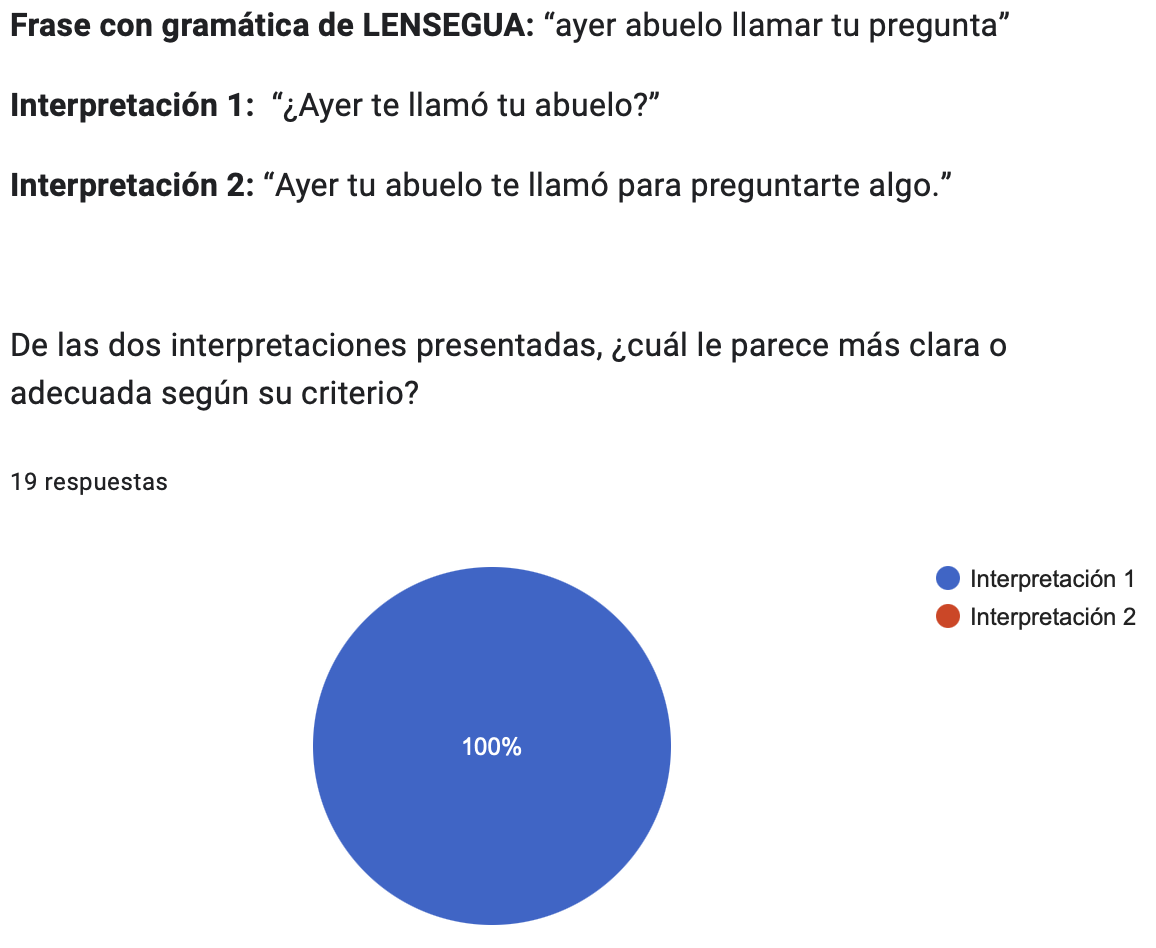 Frase con gramática de LENSEGUA: “ayer abuelo llamar tu pregunta”
Interpretación 1: “¿Ayer te llamó tu abuelo?”
Interpretación 2: “Ayer tu abuelo te llamó para preguntarte algo.”
De las dos interpretaciones presentadas, ¿cuál le parece más clara o
adecuada según su criterio?
19 respuestas
Interpretación 1
Interpretación 2
100%